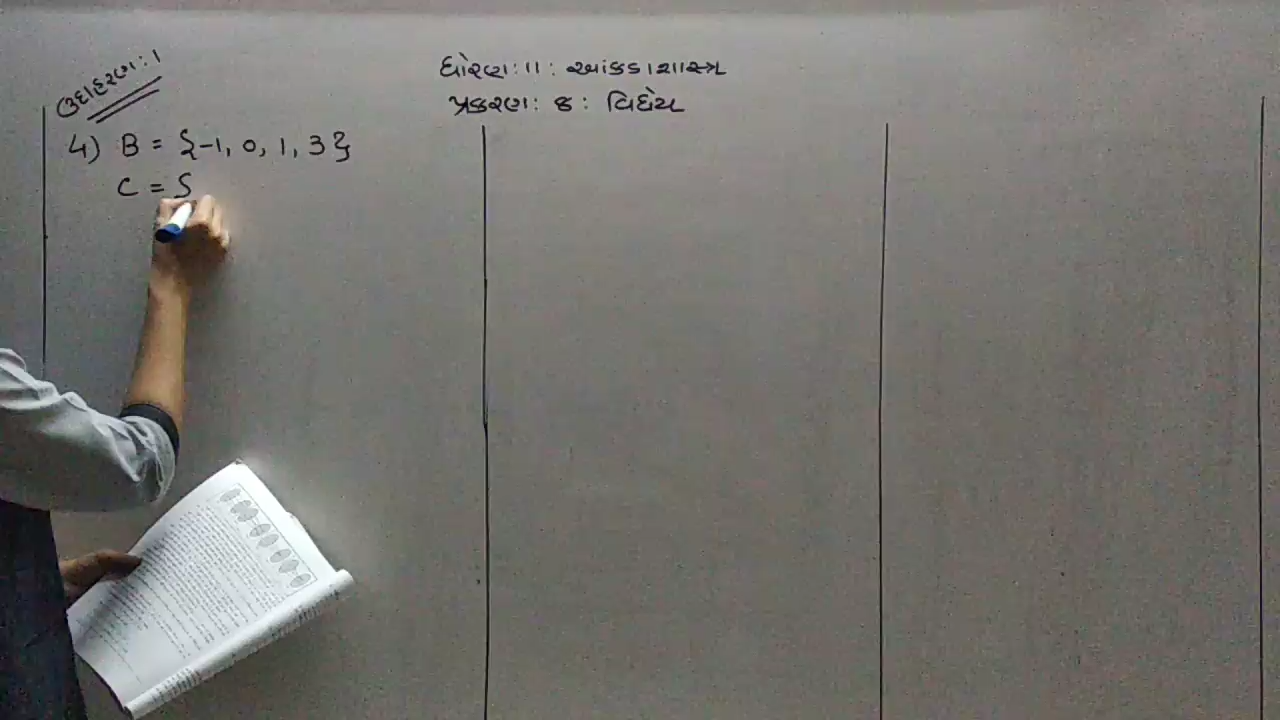 ધોરણ : 11 : આંકડાશાસ્ત્ર
પ્રકરણ : 8 : વિધેય
ઉદાહરણ : 1
4) B = {-1, 0, 1, 3}
C = {